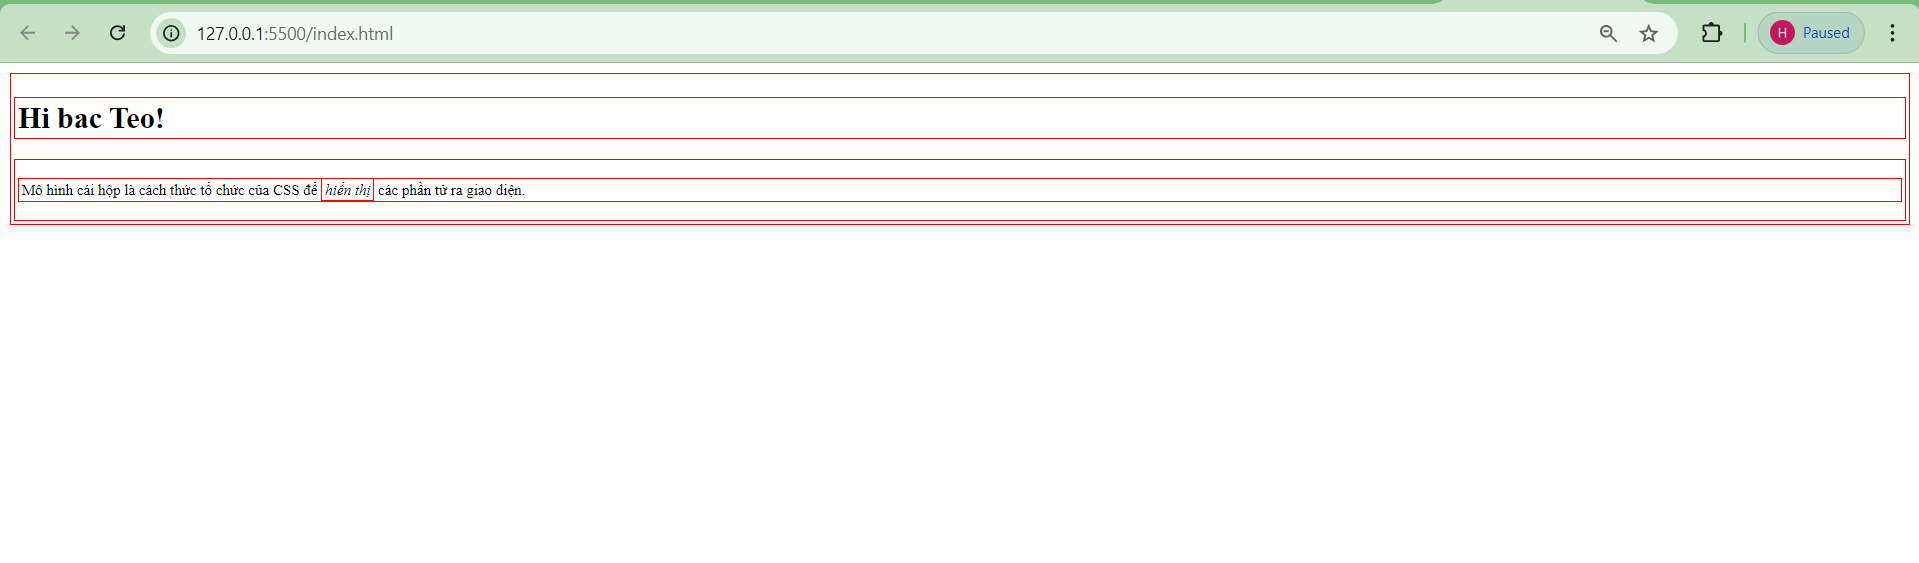 127.0.0.1:5500/index.html
H Paused
Hi bac Teo!
Mô hình cái hộp là cách thức tổ chức của CSS để hiển thị các phần tử ra giao diện.